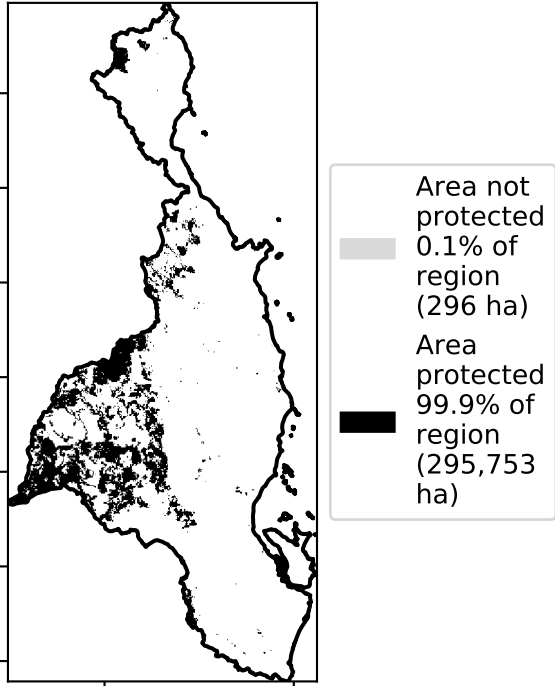 Area not
protected
0.1% of
region
(296 ha)
Area
protected
99.9% of
region
(295,753
ha)